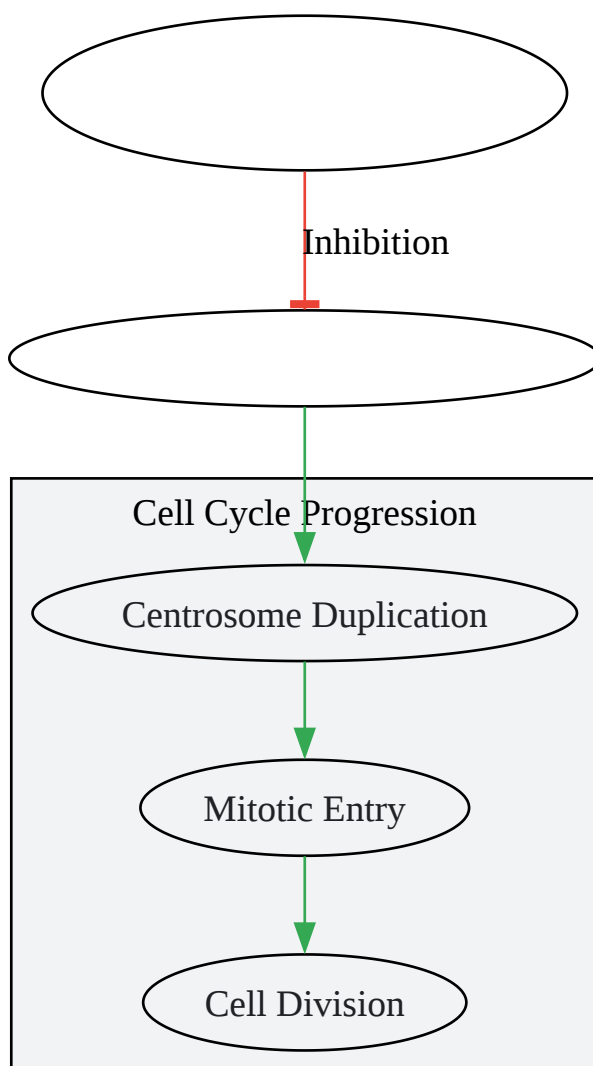 Inhibition
Cell Cycle Progression
Centrosome Duplication
Mitotic Entry
Cell Division